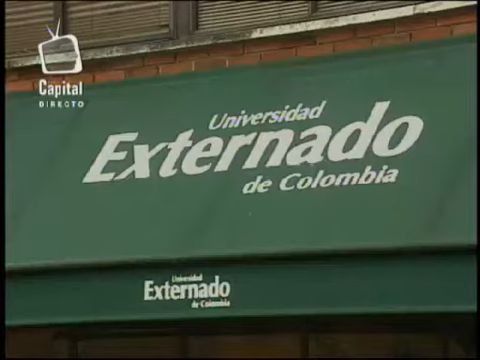 Capital
DIRECTO
Universidad
Externado
de Colombia
Universidad
Externado
de Colombia